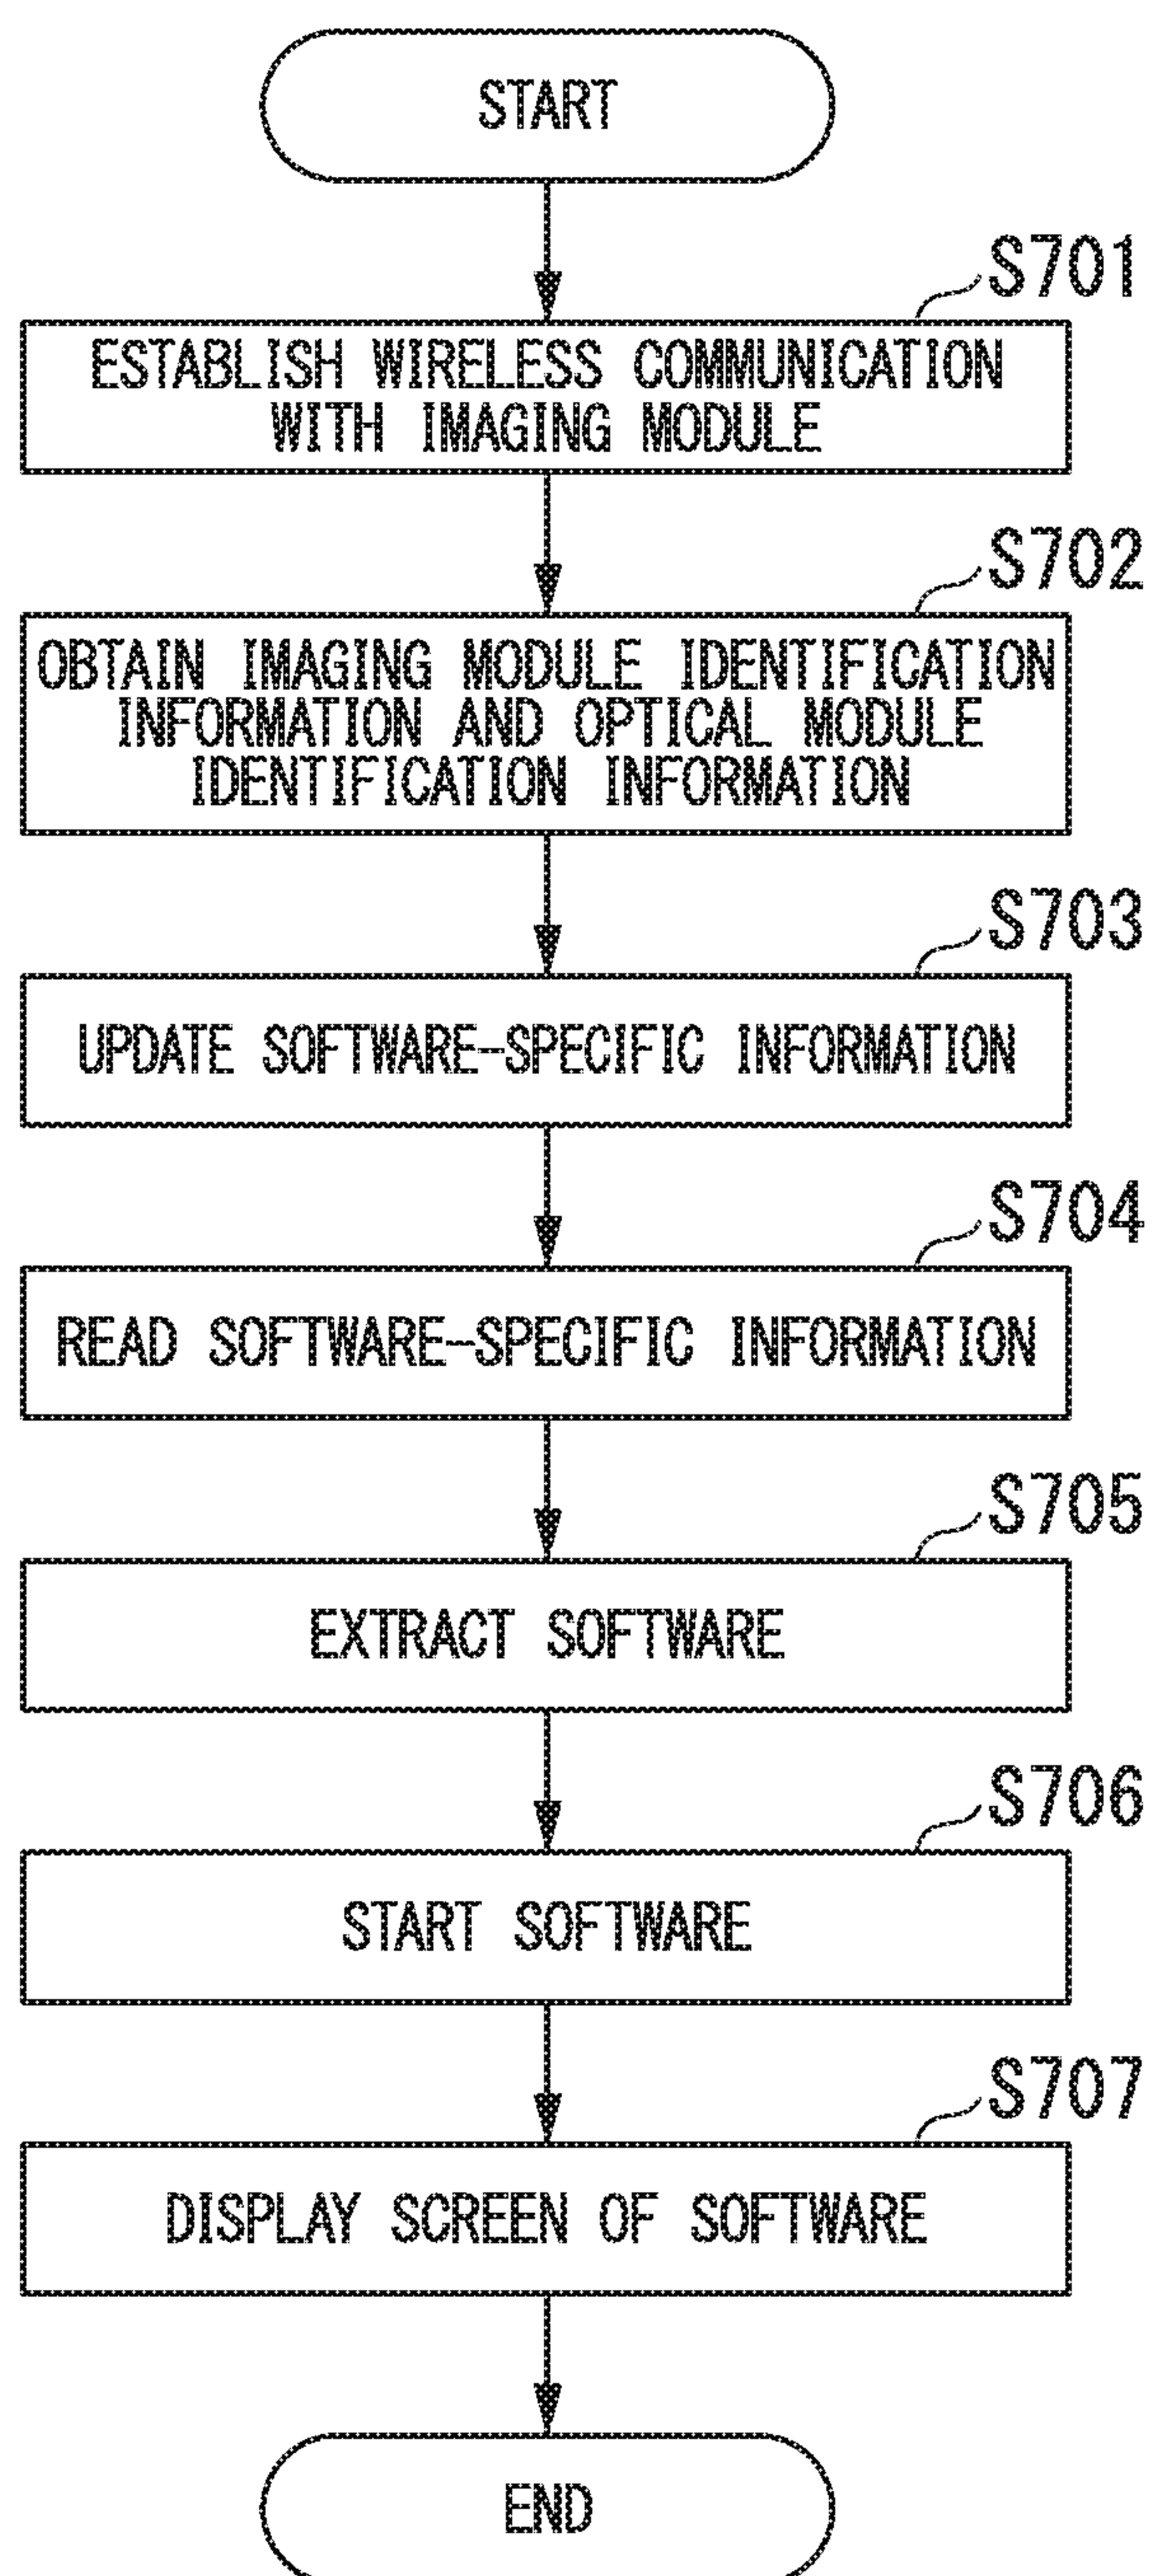 START
S701
ESTABLISH WIRELESS COMMUNICATION
WITH IMAGING MODULE
S702
OBTAIN IMAGING MODULE IDENTIFICATION
INFORMATION AND OPTICAL MODULE
IDENTIFICATION INFORMATION
S703
UPDATE SOFTWARE-SPECIFIC INFORMATION
S704
READ SOFTWARE-SPECIFIC INFORMATION
S705
EXTRACT SOFTWARE
S706
START SOFTWARE
S707
DISPLAY SCREEN OF SOFTWARE
END